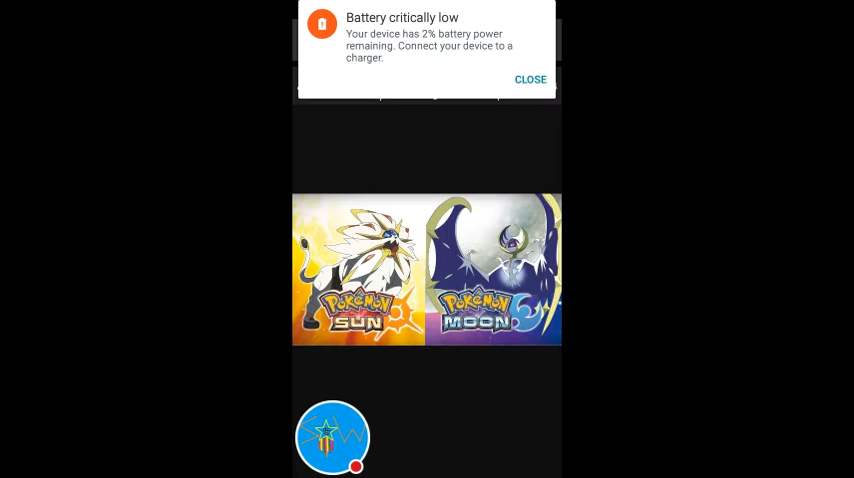 Battery critically low
Your device has 2% battery power
remaining. Connect your device to a
charger.
CLOSE
POKéMON
SUN
POKéMON
MOON